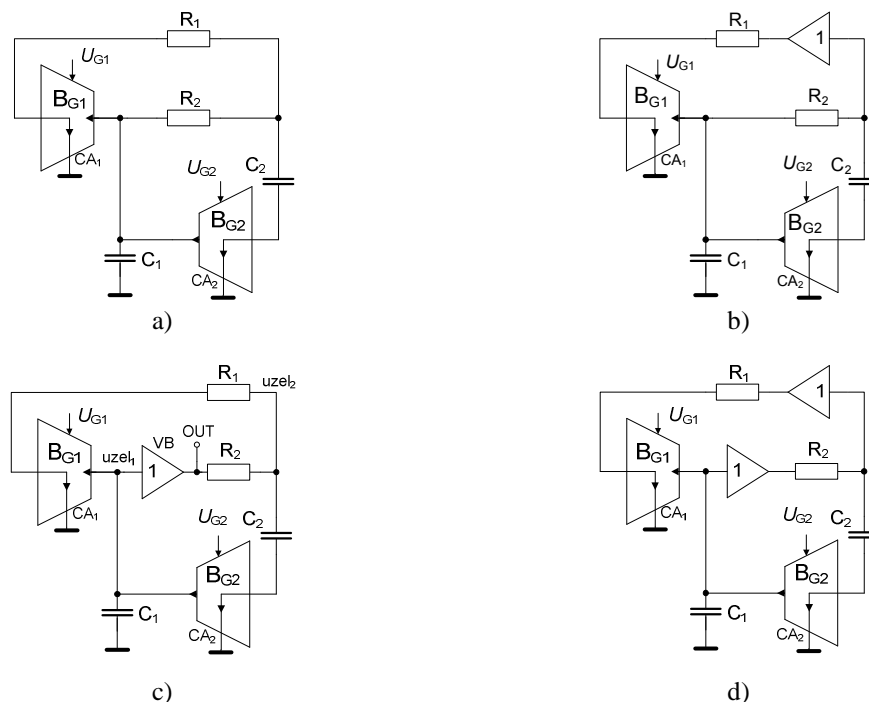 R1
UG1
BG1
CA1
R2
C2
UG2
BG2
CA2
C1
a)
R1
1
UG1
BG1
CA1
R2
C2
UG2
BG2
CA2
C1
b)
R1
uzel2
UG1
BG1
CA1
uzel1
VB
1
OUT
R2
C2
UG2
BG2
CA2
C1
c)
R1
1
UG1
BG1
CA1
1
R2
C2
UG2
BG2
CA2
C1
d)